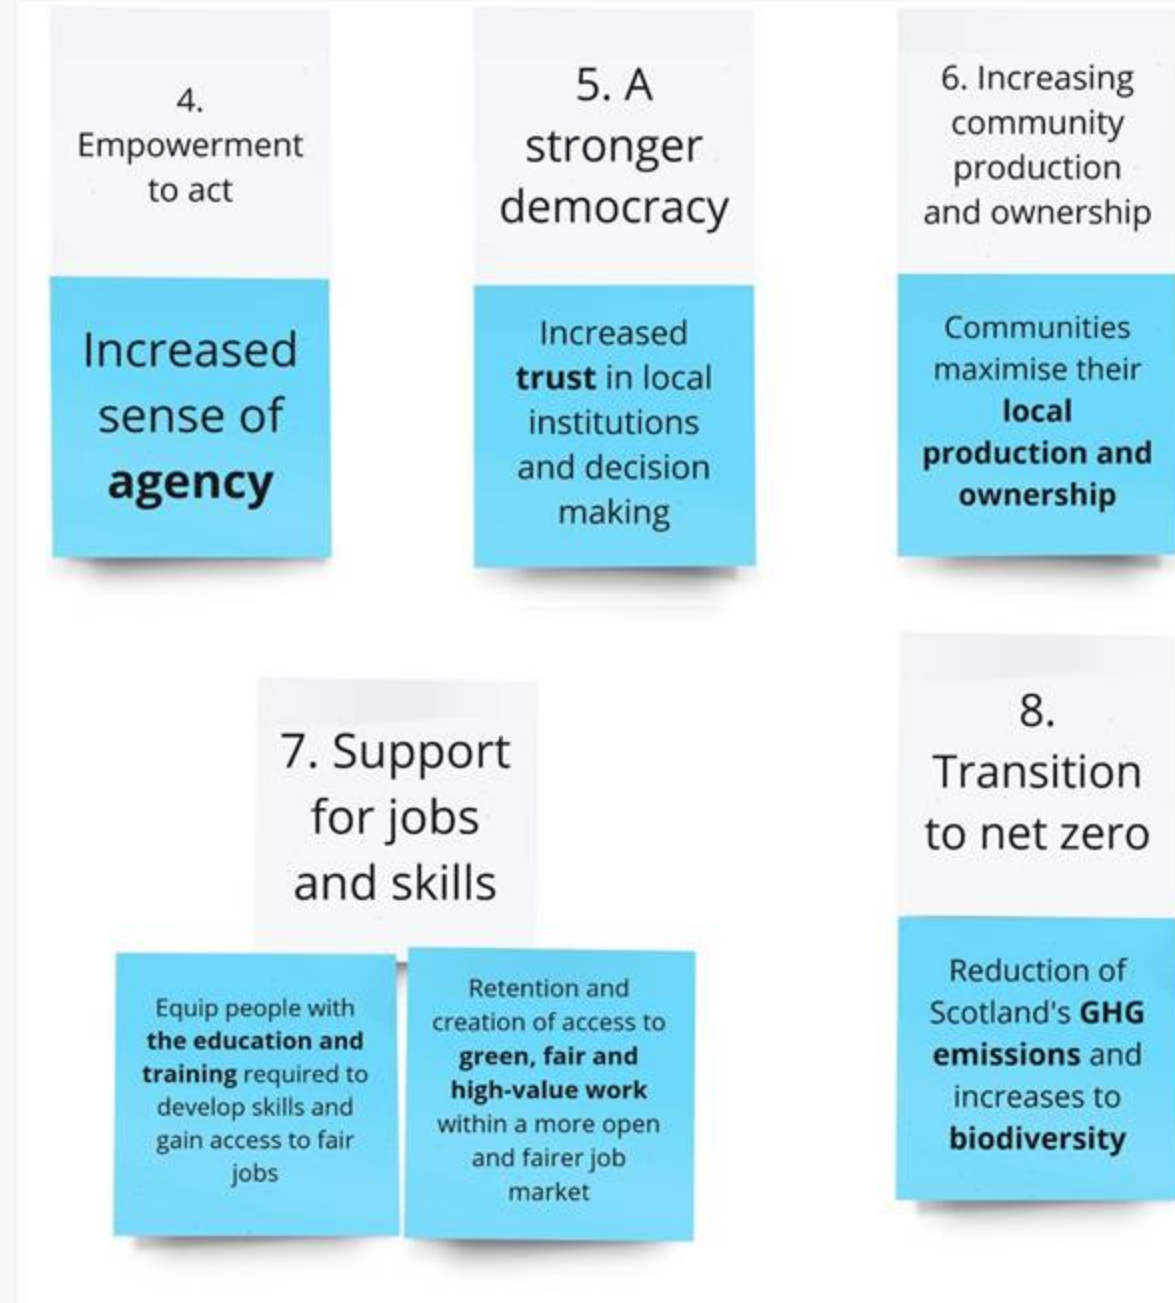 4.
Empowerment
to act
Increased
sense of
agency
5. A
stronger
democracy
Increased
trust in local
institutions
and decision
making
6. Increasing
community
production
and ownership
Communities
maximise their
local
production and
ownership
7. Support
for jobs
and skills
Equip people with
the education and
training required to
develop skills and
gain access to fair
jobs
Retention and
creation of access to
green, fair and
high-value work
within a more open
and fairer job
market
8.
Transition
to net zero
Reduction of
Scotland's GHG
emissions and
increases to
biodiversity